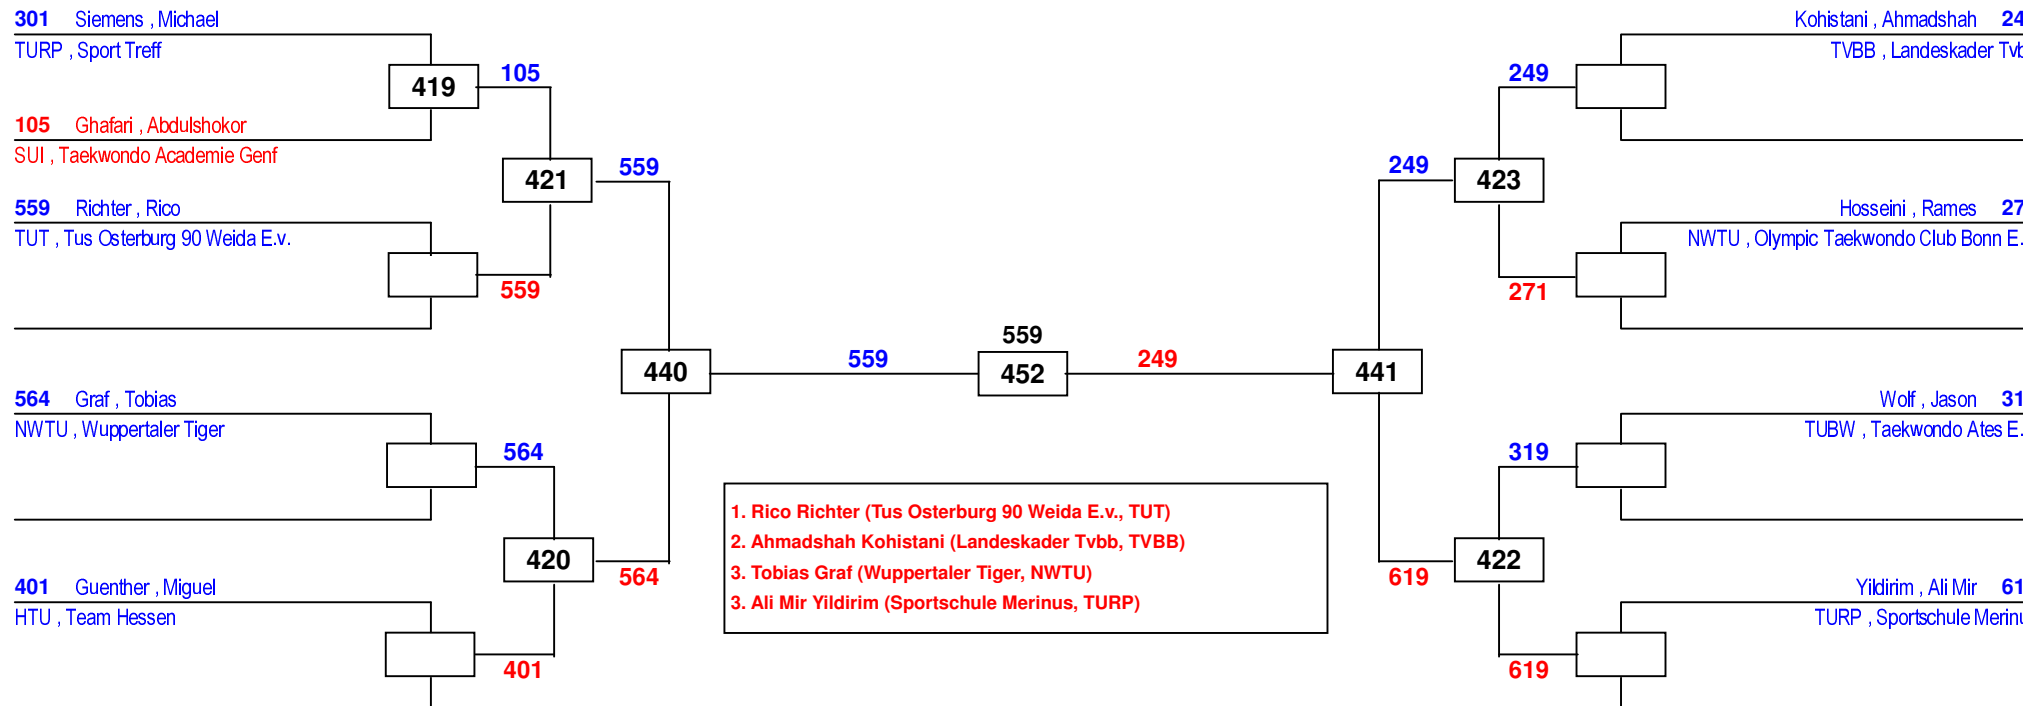 301 Siemens , Michael
TURP , Sport Treff
419
105
105 Ghafari , Abdulshokor
SUI , Taekwondo Academie Genf
421
559
559 Richter , Rico
TUT , Tus Osterburg 90 Weida E.v.
559
440
559
564 Graf , Tobias
NWTU , Wuppertaler Tiger
564
420
564
401 Guenther , Miguel
HTU , Team Hessen
401
559
452
249
441
1. Rico Richter (Tus Osterburg 90 Weida E.v., TUT)
2. Ahmadshah Kohistani (Landeskader Tvbb, TVBB)
3. Tobias Graf (Wuppertaler Tiger, NWTU)
3. Ali Mir Yildirim (Sportschule Merinus, TURP)
Kohistani , Ahmadshah 24
TVBB , Landeskader Tvb
249
249
423
Hosseini , Rames 27
NWTU , Olympic Taekwondo Club Bonn E.
271
Wolf , Jason 31
TUBW , Taekwondo Ates E.
319
422
619
Yildirim , Ali Mir 61
TURP , Sportschule Merinu
619